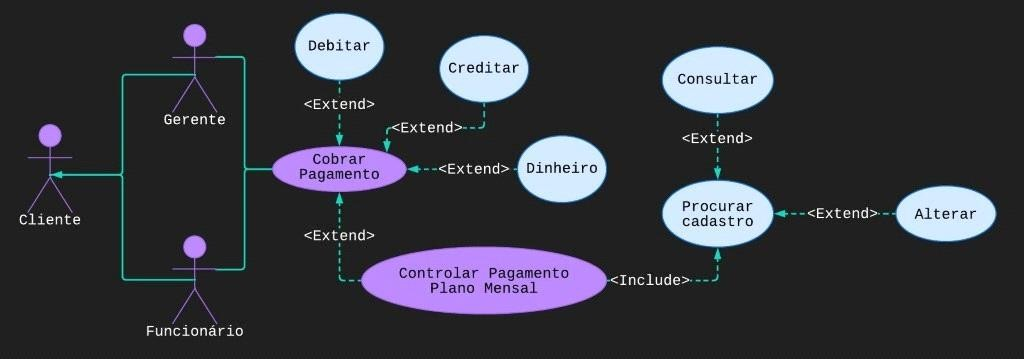 Debitar
Creditar
Consultar
<Extend>
Gerente
<Extend>
<Extend>
Cobrar
Pagamento
<Extend>
Dinheiro
Cliente
Procurar
cadastro
<Extend>
Alterar
<Extend>
Controlar Pagamento
Plano Mensal
<Include>
Funcionário